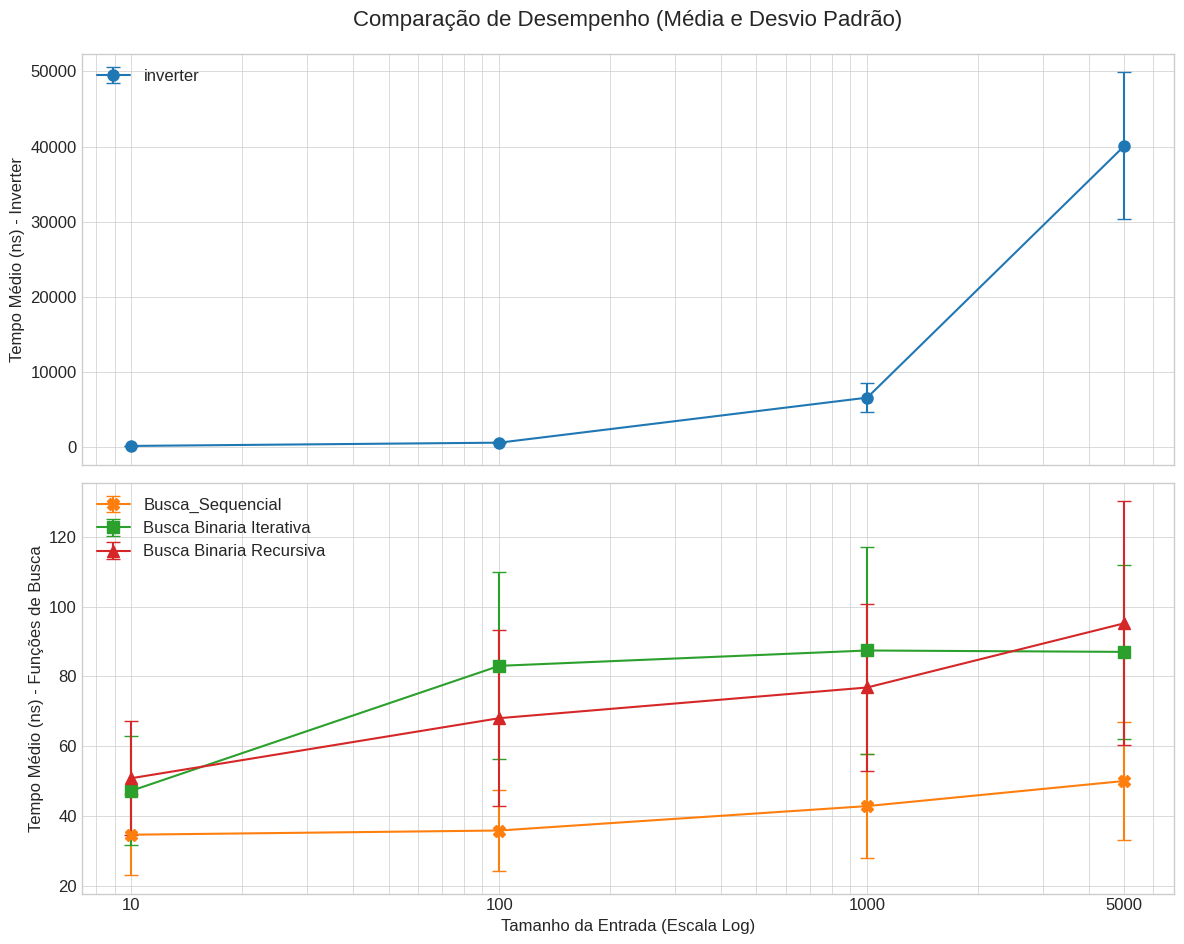 Comparação de Desempenho (Média e Desvio Padrão)
inverter
Tempo Médio (ns) - Inverter
50000
40000
30000
20000
10000
0
Busca_Sequencial
Busca Binaria Iterativa
Busca Binaria Recursiva
Tempo Médio (ns) - Funções de Busca
120
100
80
60
40
20
10 100 1000 5000
Tamanho da Entrada (Escala Log)